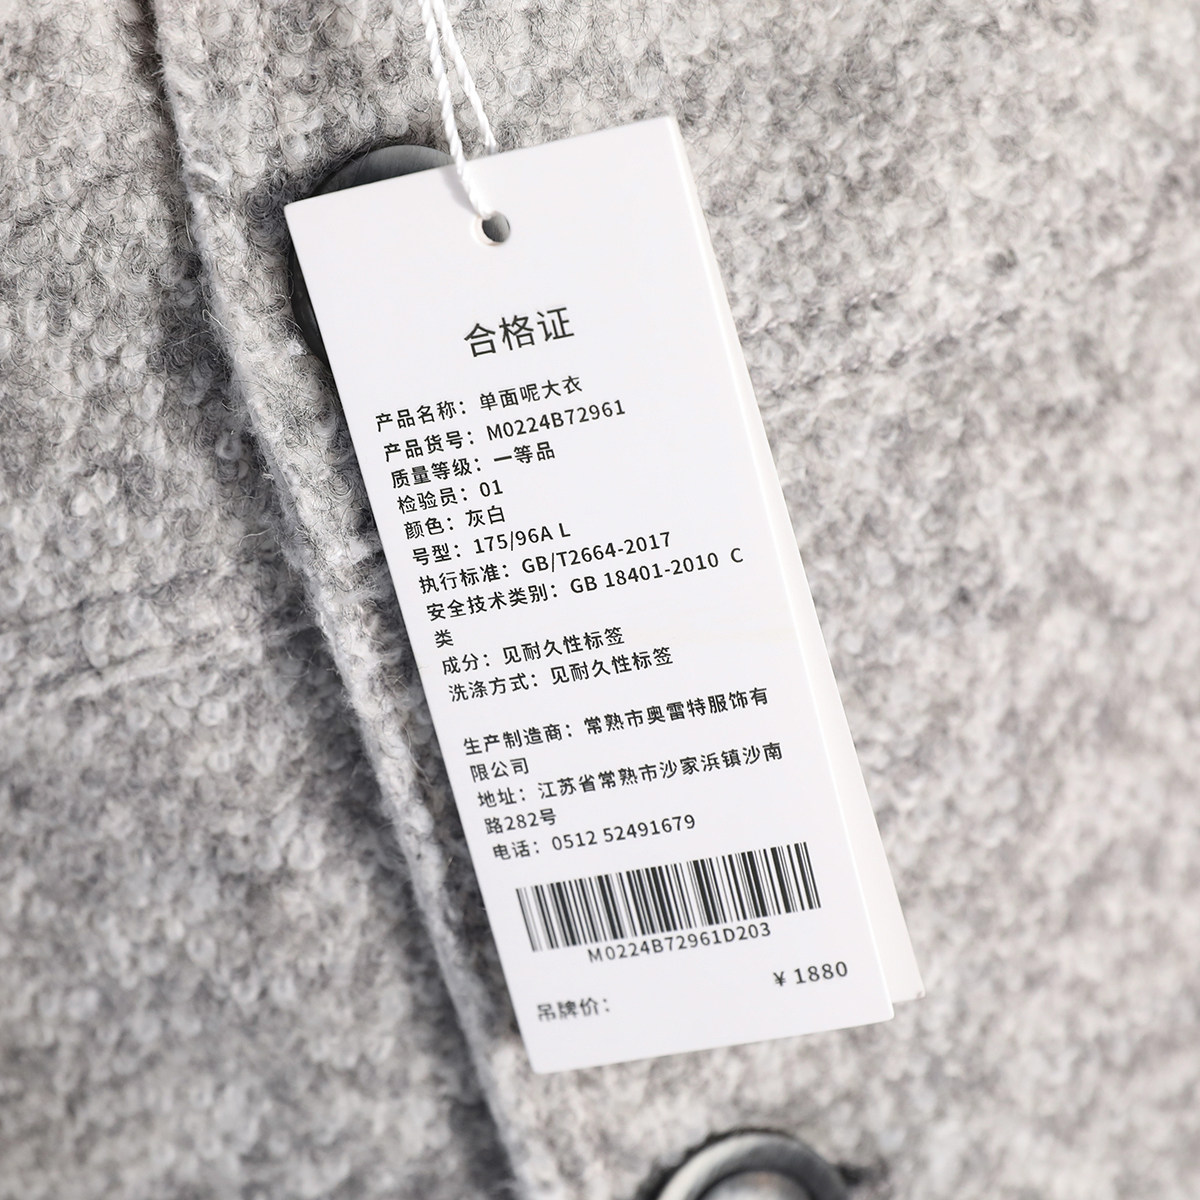 合格证
产品名称：单面呢大衣
产品货号：M0224B72961
质量等级：一等品
检验员：01
颜色：灰白
号型：175/96A L
执行标准：GB/T2664-2017
安全技术类别：GB 18401-2010 C
类
成分：见耐久性标签
洗涤方式：见耐久性标签
生产制造商：常熟市奥雷特服饰有
限公司
地址：江苏省常熟市沙家浜镇沙南
路282号
电话：0512 52491679
M0224B72961D203
¥ 1880
吊牌价：